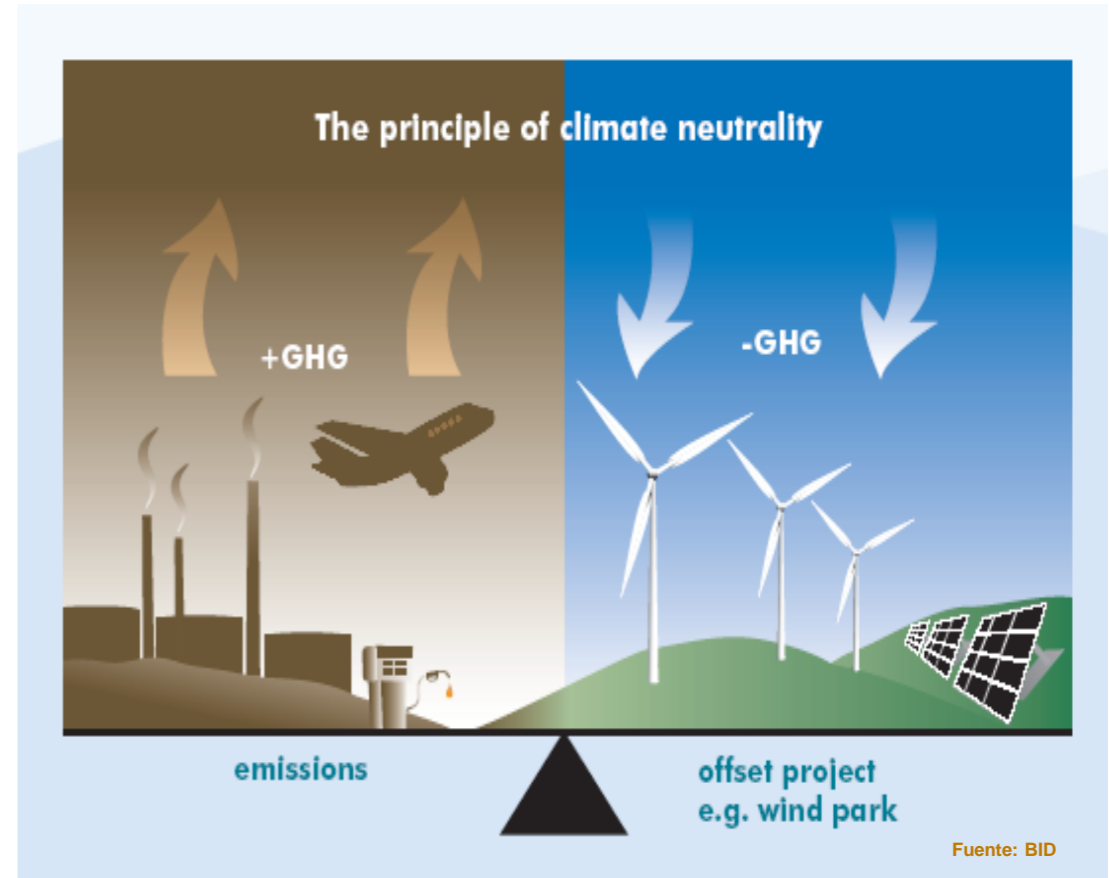 The principle of climate neutrality
+GHG
-GHG
emissions
offset project
e.g. wind park
Fuente: BID